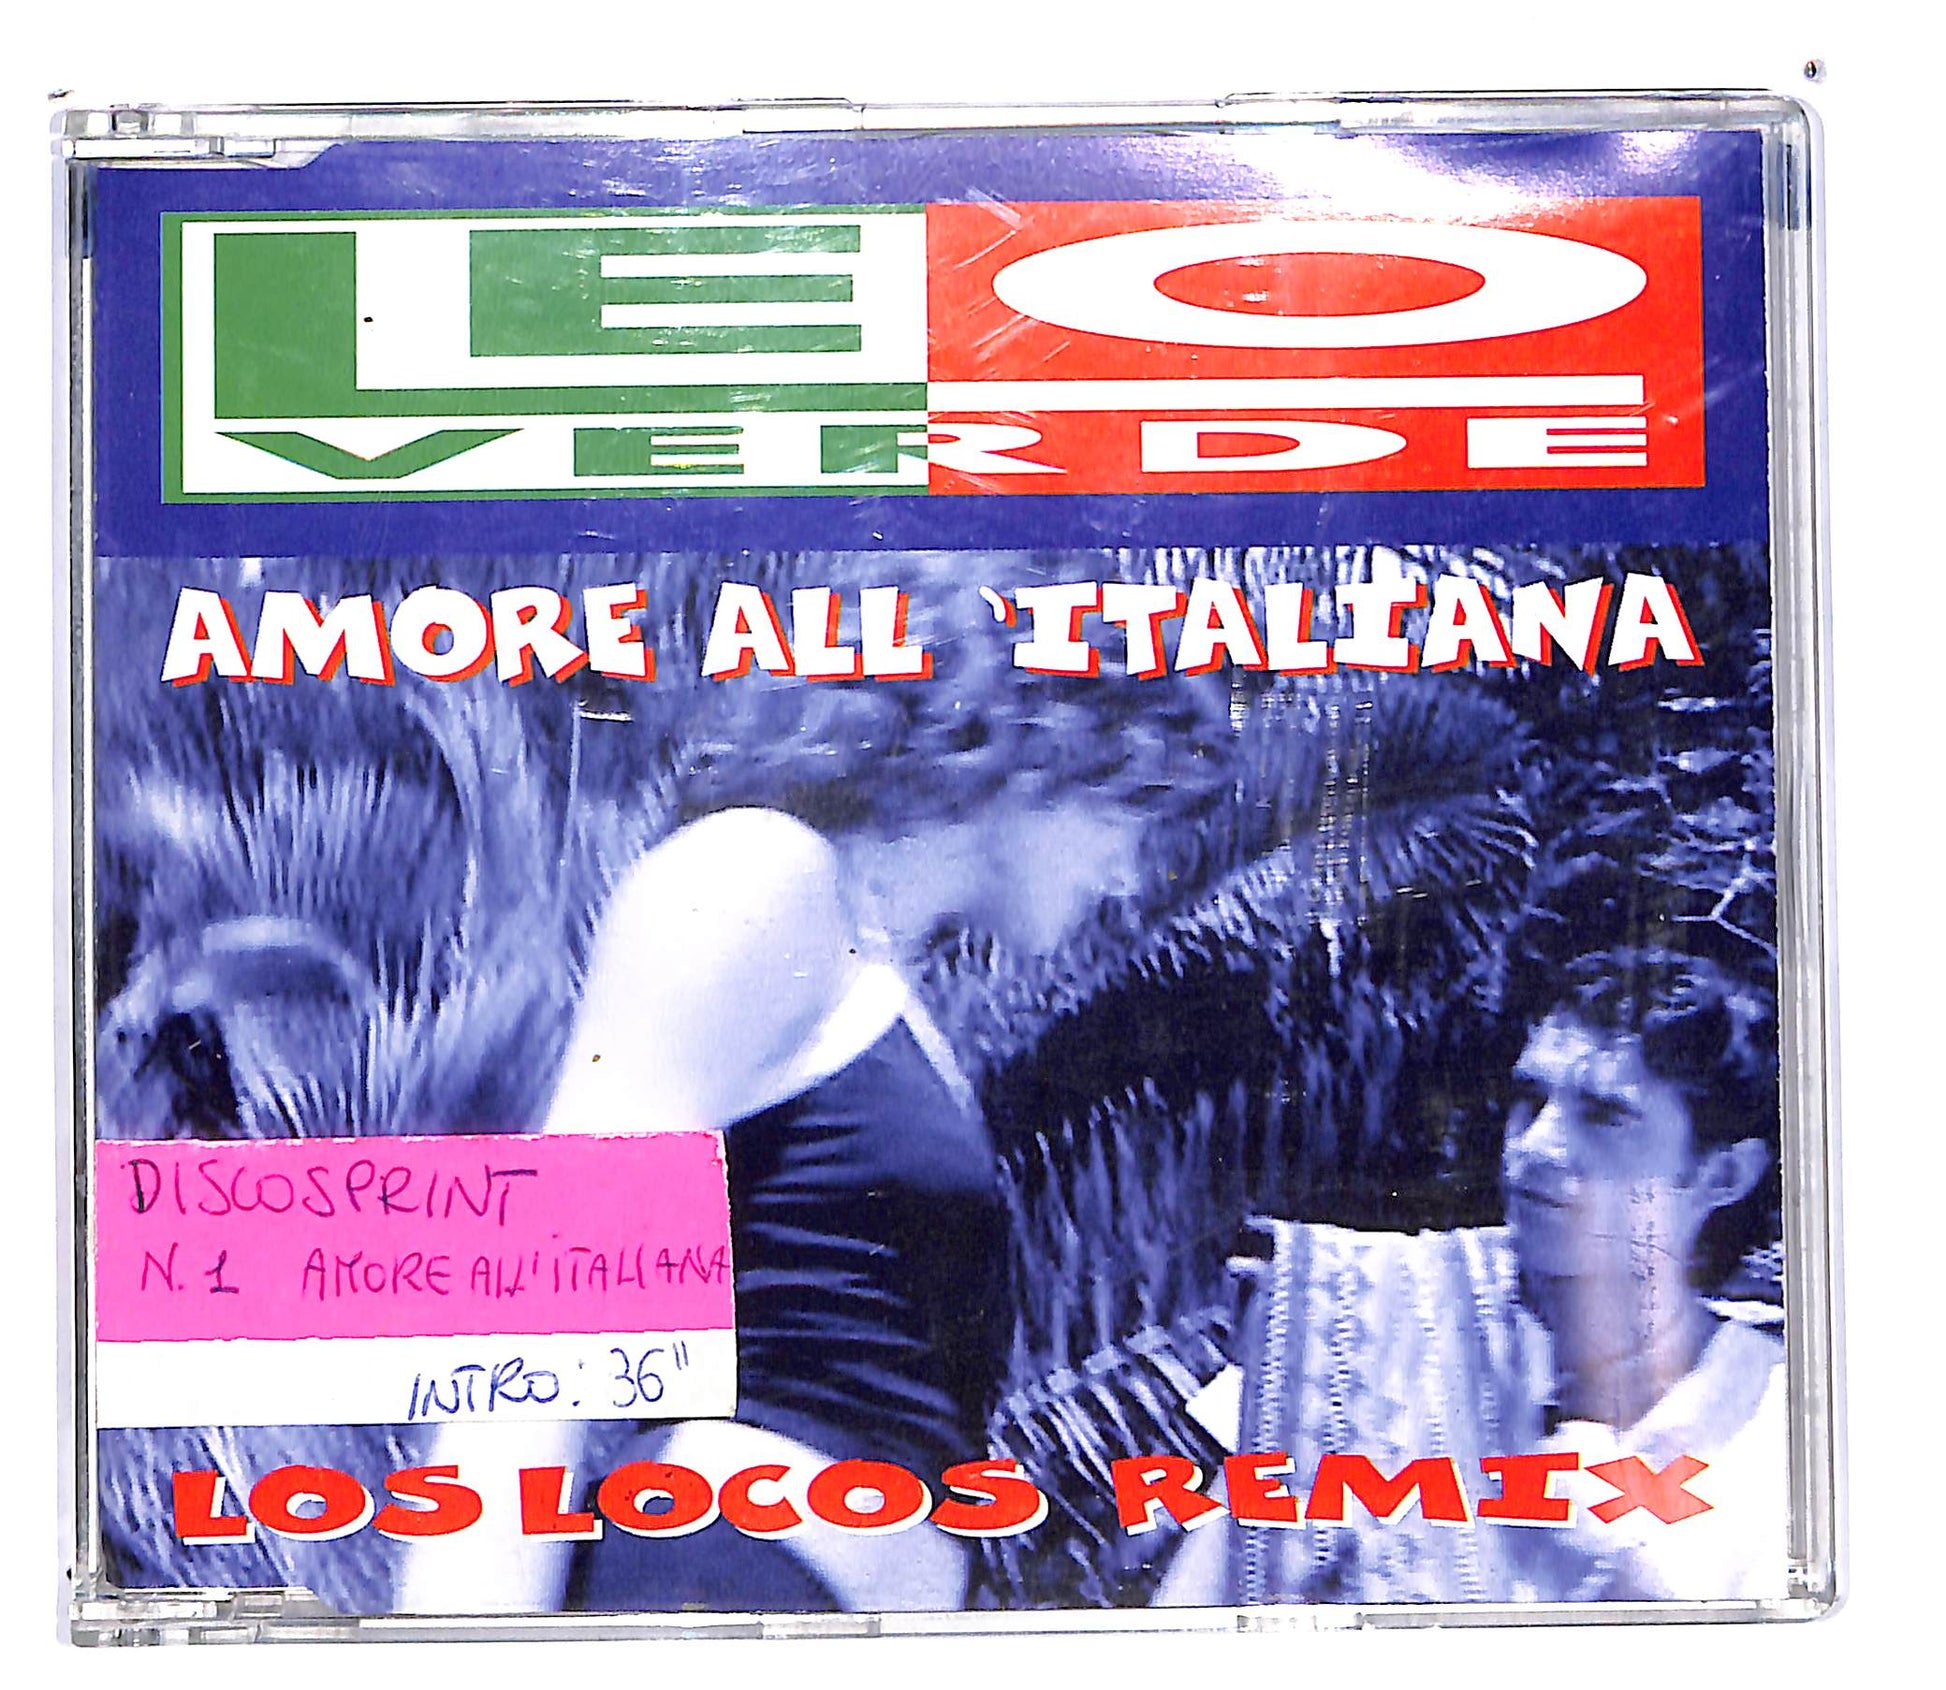 LEO
VERDE
AMORE ALL 'ITALIANA
DISCOSPRINT
N. 1 AMORE ALL'ITALIANA
INTRO: 36"
LOS LOCOS REMIX